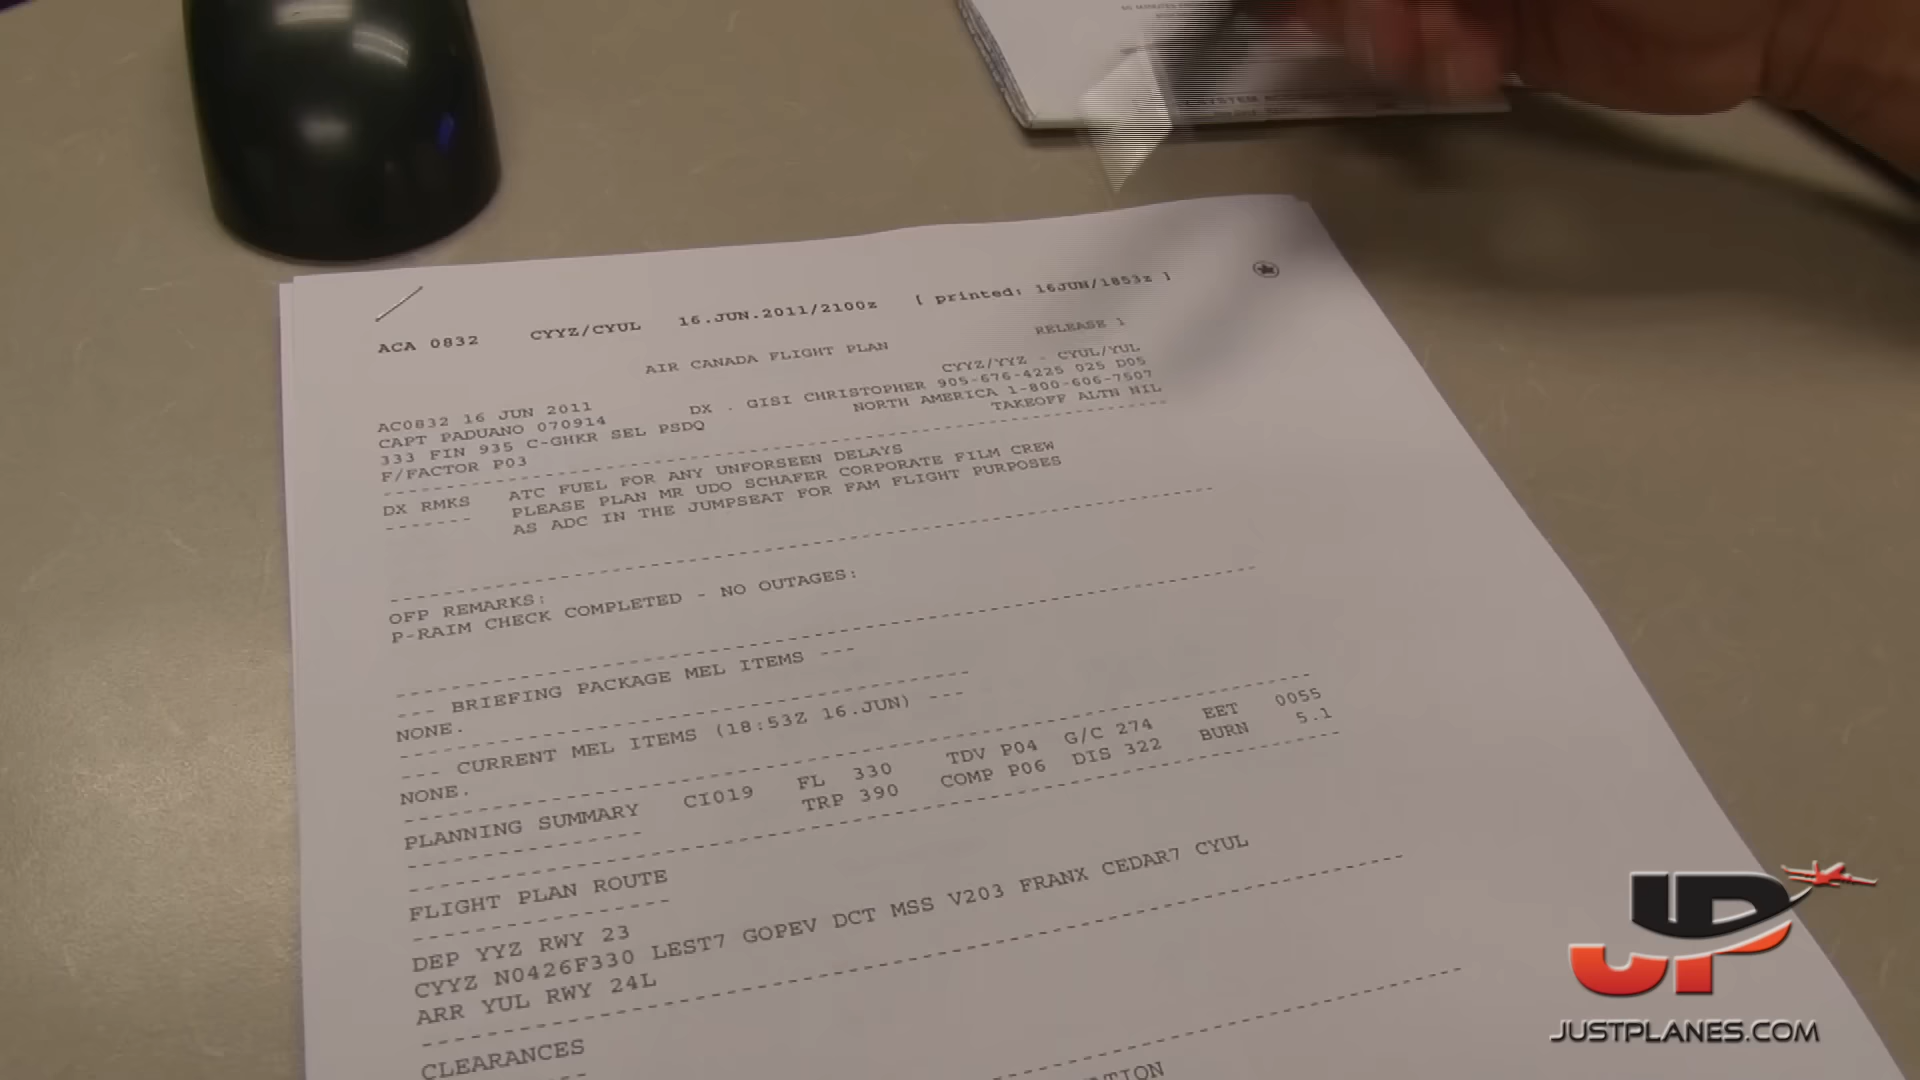 ACA 0832 CYYZ/CYUL 16.JUN.2011/2100z [ printed: 16JUN/1853z ]
RELEASE 1
AIR CANADA FLIGHT PLAN
CYYZ/YYZ - CYUL/YUL
AC0832 16 JUN 2011 DX . GISI CHRISTOPHER 905-676-4225 025 D05
CAPT PADUANO 070914 NORTH AMERICA 1-800-606-7507
333 FIN 935 C-GHKR SEL PSDQ TAKEOFF ALTN NIL
F/FACTOR P03
DX RMKS ATC FUEL FOR ANY UNFORSEEN DELAYS
PLEASE PLAN MR UDO SCHAFER CORPORATE FILM CREW
AS ADC IN THE JUMPSEAT FOR FAM FLIGHT PURPOSES
OFP REMARKS:
P-RAIM CHECK COMPLETED - NO OUTAGES:
--- BRIEFING PACKAGE MEL ITEMS ---
NONE.
--- CURRENT MEL ITEMS (18:53Z 16.JUN) ---
NONE.
PLANNING SUMMARY CI019 FL 330 TDV P04 G/C 274 EET 0055
TRP 390 COMP P06 DIS 322 BURN 5.1
FLIGHT PLAN ROUTE
DEP YYZ RWY 23
CYYZ N0426F330 LEST7 GOPEV DCT MSS V203 FRANX CEDAR7 CYUL
ARR YUL RWY 24L
CLEARANCES
JP
JUSTPLANES.COM